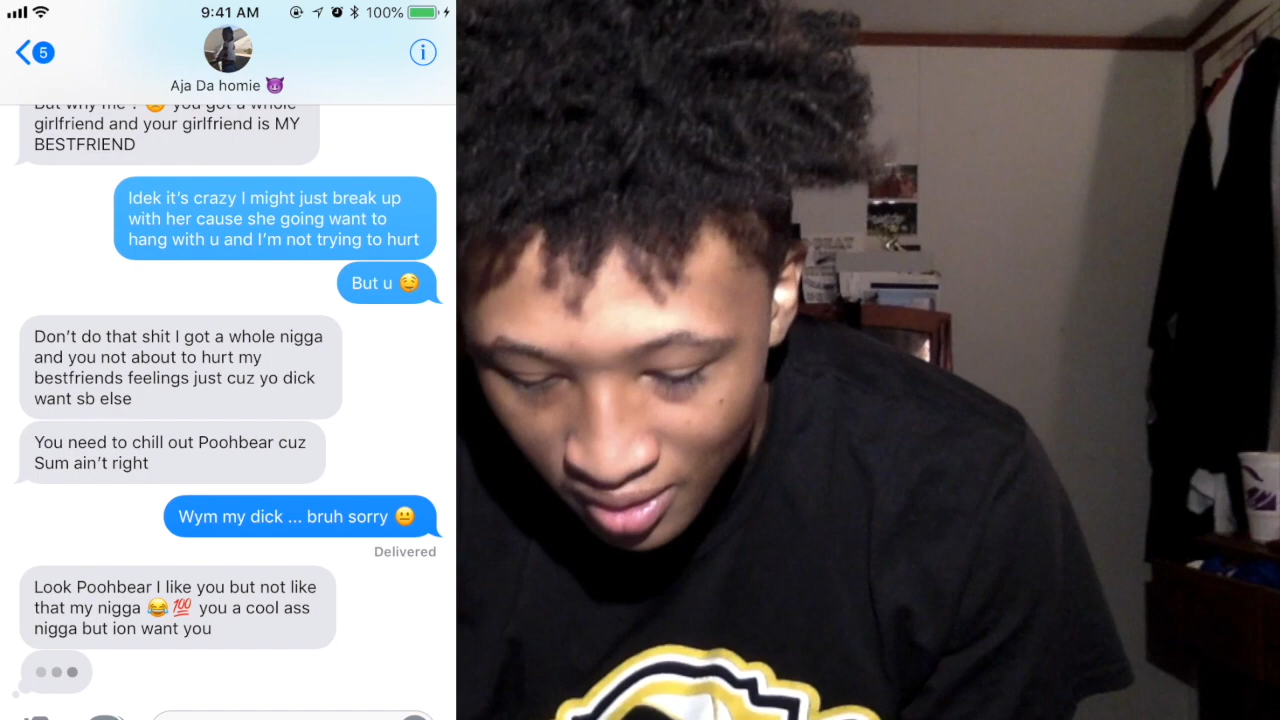 9:41 AM
100%
5
Aja Da homie 😈
But why me ? you got a whole
girlfriend and your girlfriend is MY
BESTFRIEND
Idek it’s crazy I might just break up
with her cause she going want to
hang with u and I’m not trying to hurt
But u 🤤
Don’t do that shit I got a whole nigga
and you not about to hurt my
bestfriends feelings just cuz yo dick
want sb else
You need to chill out Poohbear cuz
Sum ain’t right
Wym my dick ... bruh sorry 😐
Delivered
Look Poohbear I like you but not like
that my nigga 😂 💯 you a cool ass
nigga but ion want you